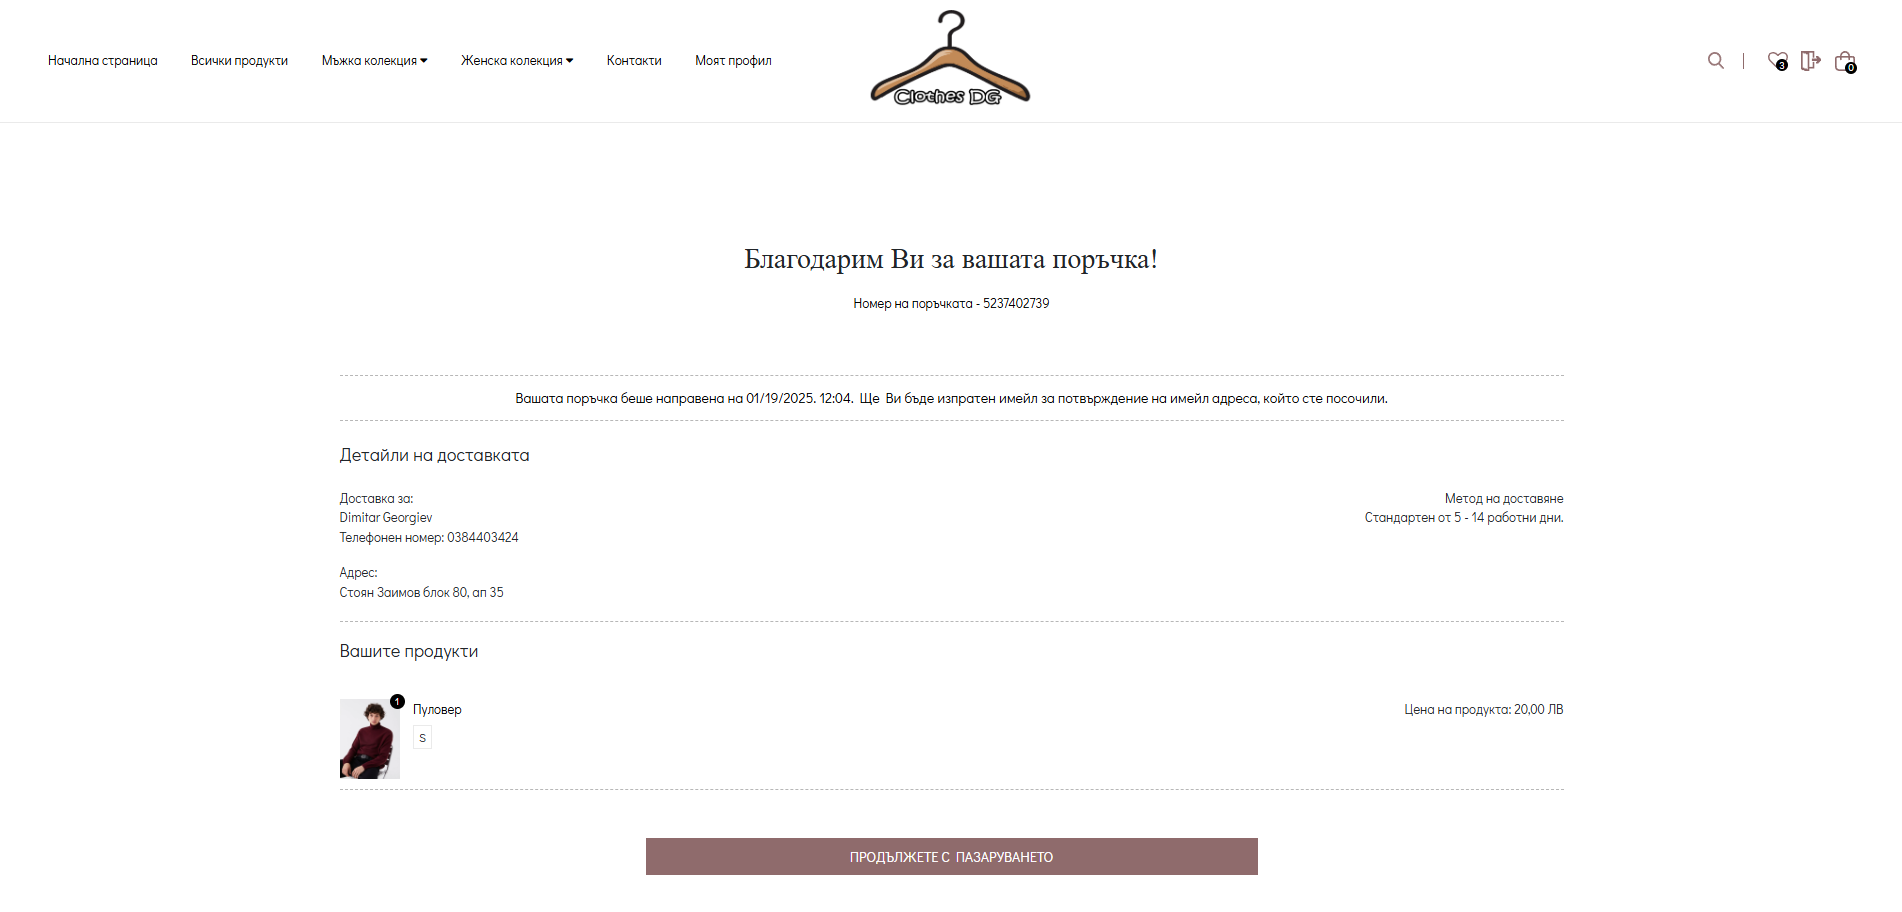 Начална страница
Всички продукти
Мъжка колекция
Женска колекция
Контакти
Моят профил
Clothes DG
3
0
Благодарим Ви за вашата поръчка!
Номер на поръчката - 5237402739
Вашата поръчка беше направена на 01/19/2025. 12:04. Ще Ви бъде изпратен имейл за потвърждение на имейл адреса, който сте посочили.
Детайли на доставката
Доставка за:
Dimitar Georgiev
Телефонен номер: 0384403424
Адрес:
Стоян Заимов блок 80, ап 35
Метод на доставяне
Стандартен от 5 - 14 работни дни.
Вашите продукти
1
Пуловер
S
Цена на продукта: 20,00 ЛВ
ПРОДЪЛЖЕТЕ С ПАЗАРУВАНЕТО